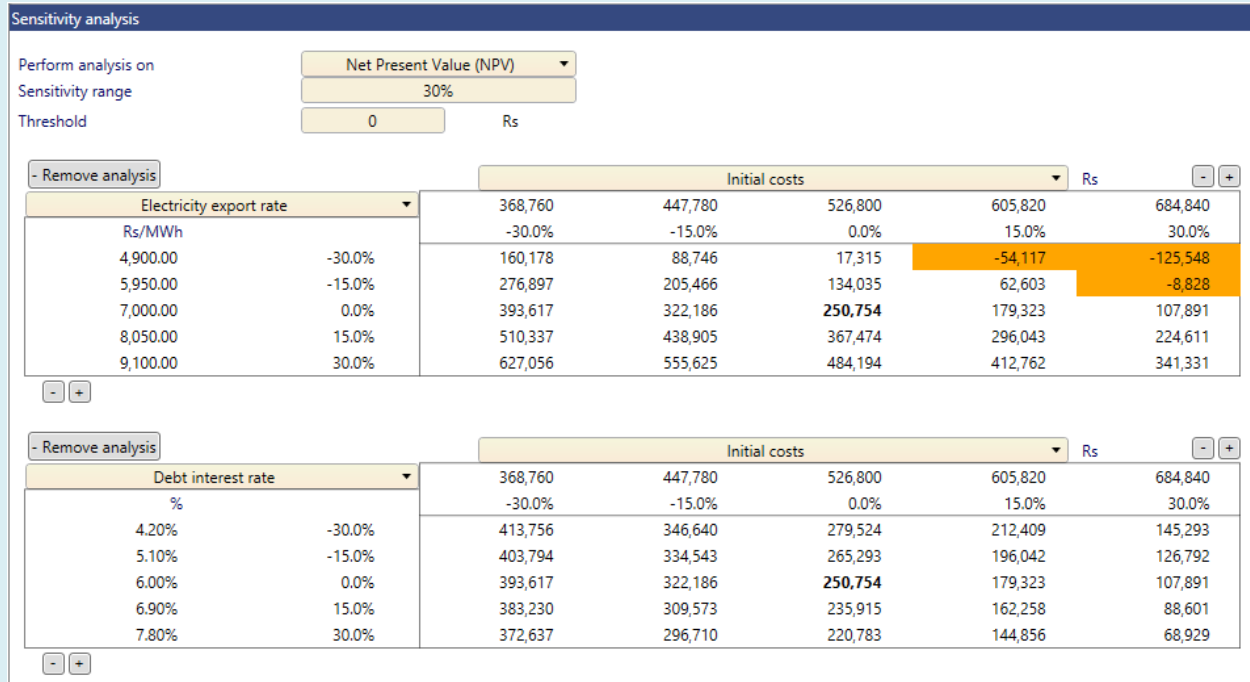 Sensitivity analysis
Perform analysis on Net Present Value (NPV)
Sensitivity range 30%
Threshold 0 Rs
- Remove analysis Initial costs Rs - +
Electricity export rate 368,760 447,780 526,800 605,820 684,840
Rs/MWh -30.0% -15.0% 0.0% 15.0% 30.0%
4,900.00 -30.0% 160,178 88,746 17,315 -54,117 -125,548
5,950.00 -15.0% 276,897 205,466 134,035 62,603 -8,828
7,000.00 0.0% 393,617 322,186 250,754 179,323 107,891
8,050.00 15.0% 510,337 438,905 367,474 296,043 224,611
9,100.00 30.0% 627,056 555,625 484,194 412,762 341,331
- +
- Remove analysis Initial costs Rs - +
Debt interest rate 368,760 447,780 526,800 605,820 684,840
% -30.0% -15.0% 0.0% 15.0% 30.0%
4.20% -30.0% 413,756 346,640 279,524 212,409 145,293
5.10% -15.0% 403,794 334,543 265,293 196,042 126,792
6.00% 0.0% 393,617 322,186 250,754 179,323 107,891
6.90% 15.0% 383,230 309,573 235,915 162,258 88,601
7.80% 30.0% 372,637 296,710 220,783 144,856 68,929
- +